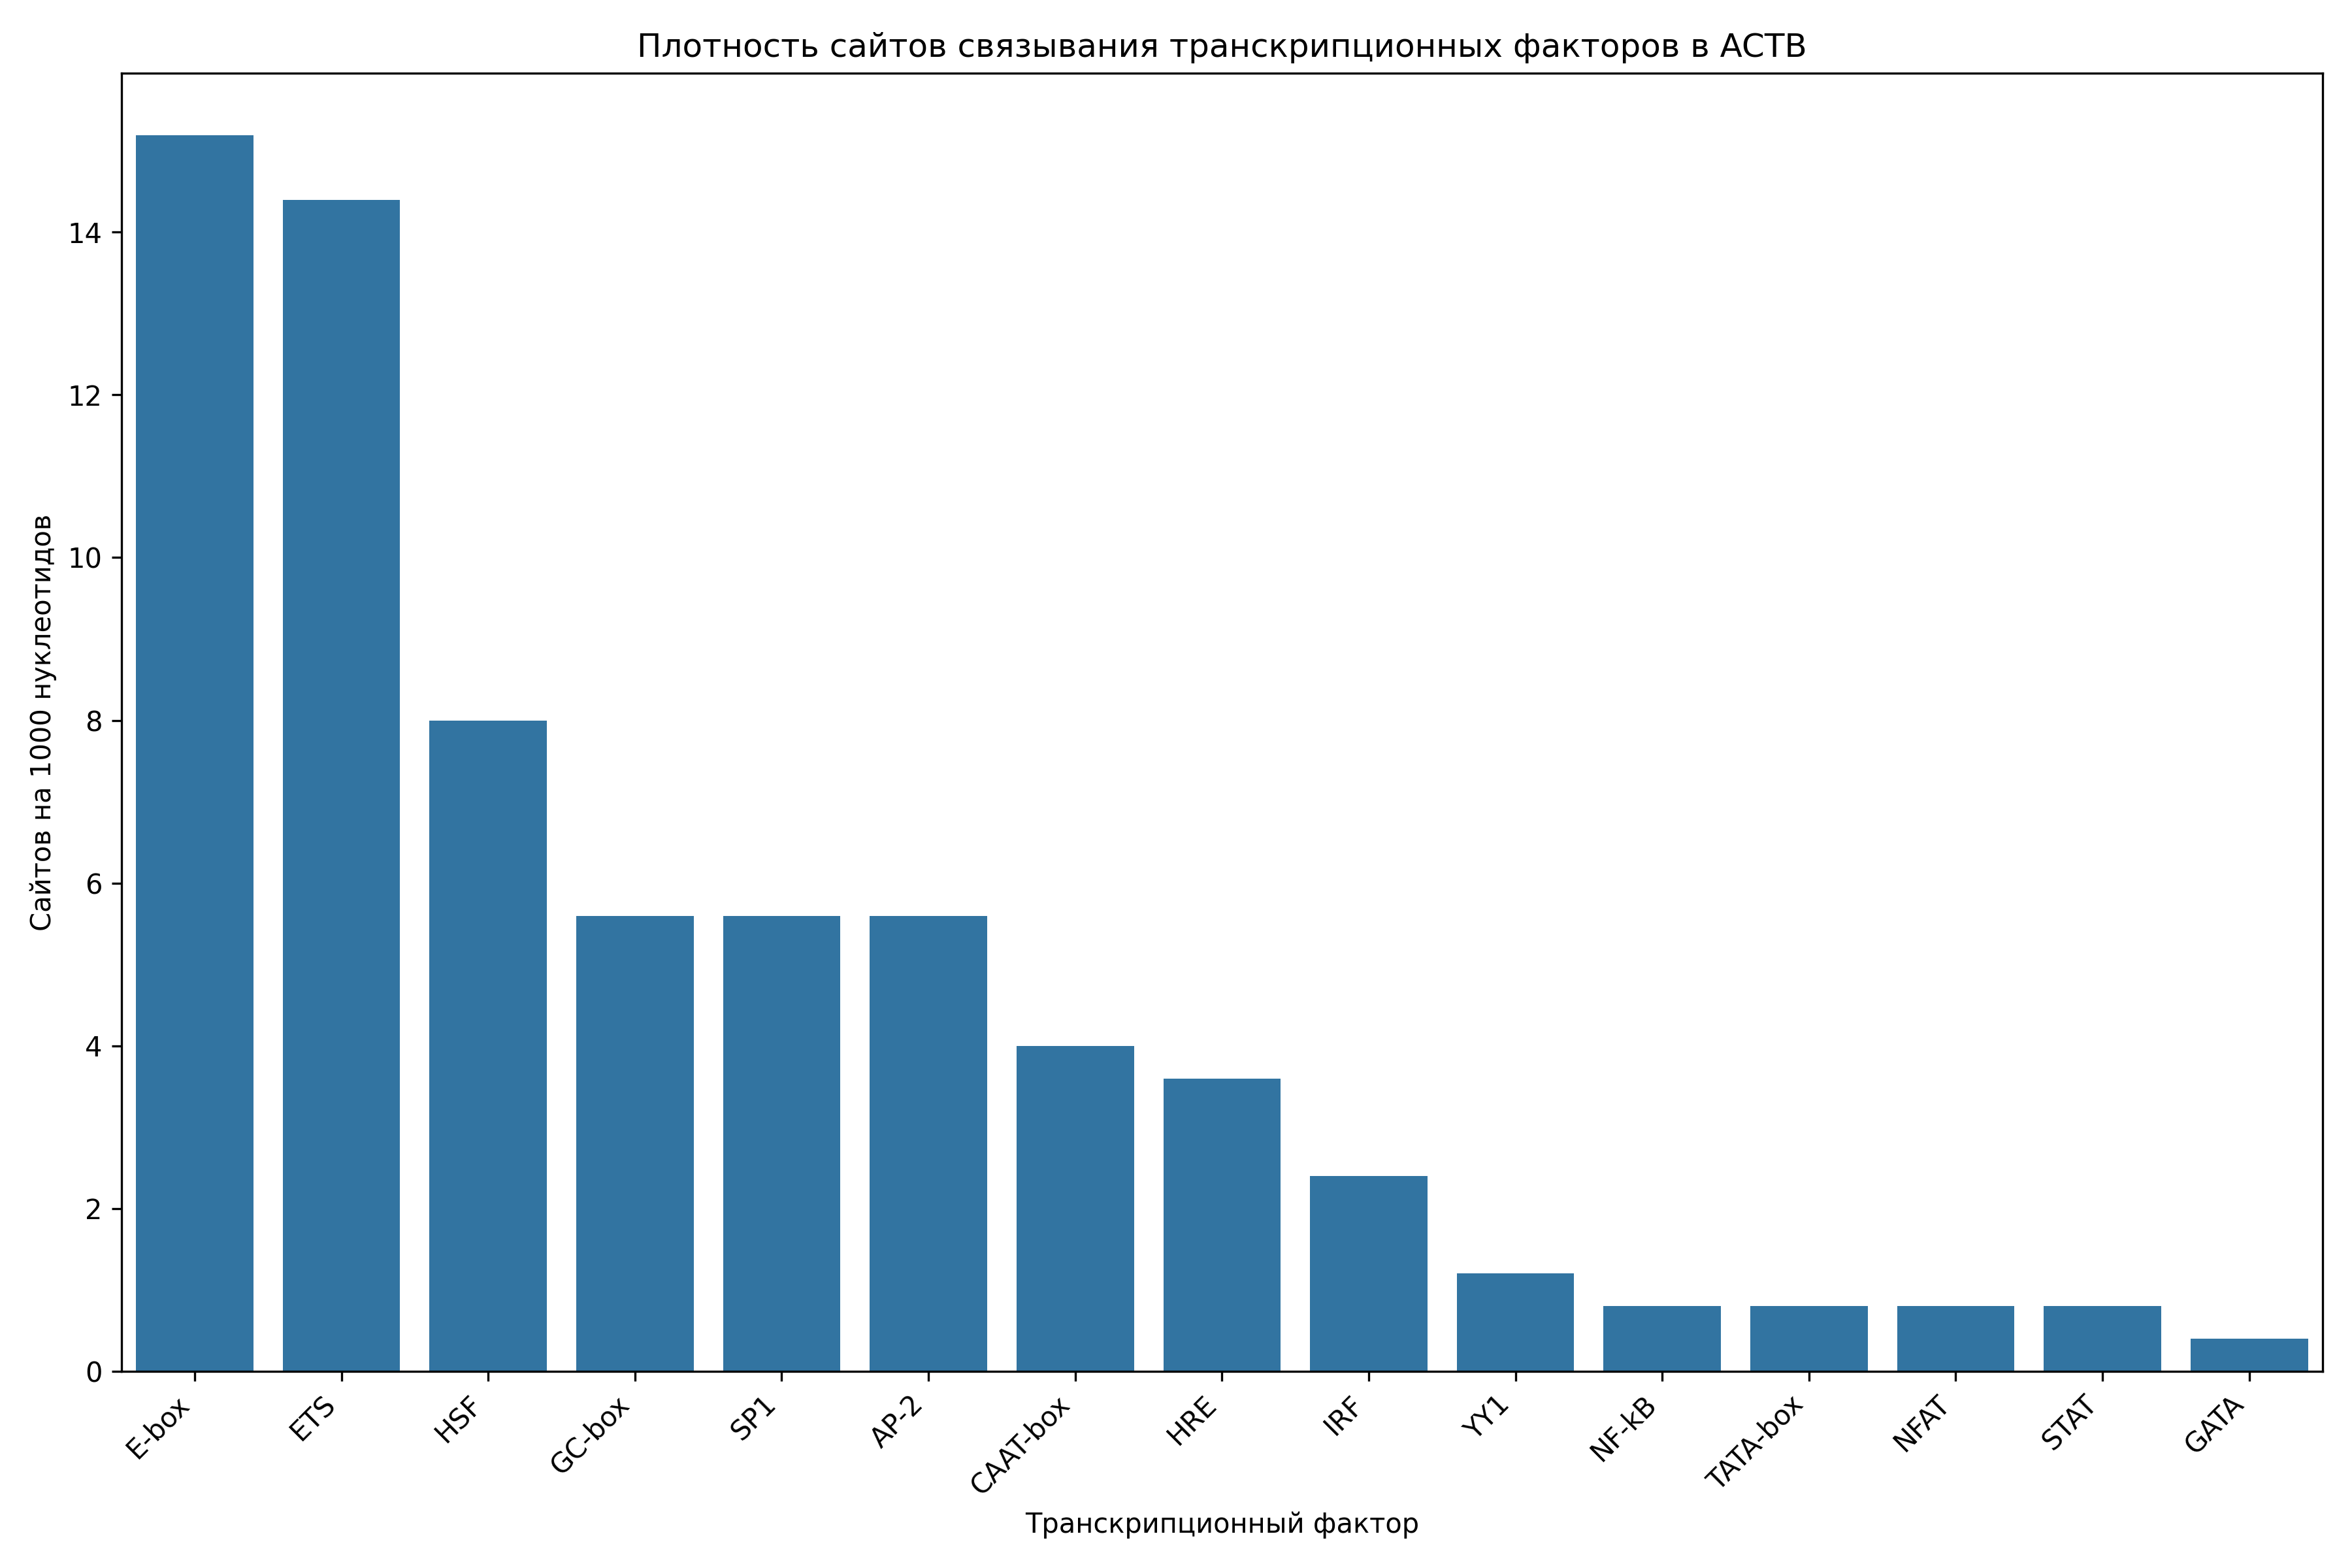 Плотность сайтов связывания транскрипционных факторов в ACTB
Сайтов на 1000 нуклеотидов
14
12
10
8
6
4
2
0
E-box
ETS
HSF
GC-box
SP1
AP-2
CAAT-box
HRE
IRF
YY1
NF-kB
TATA-box
NFAT
STAT
GATA
Транскрипционный фактор